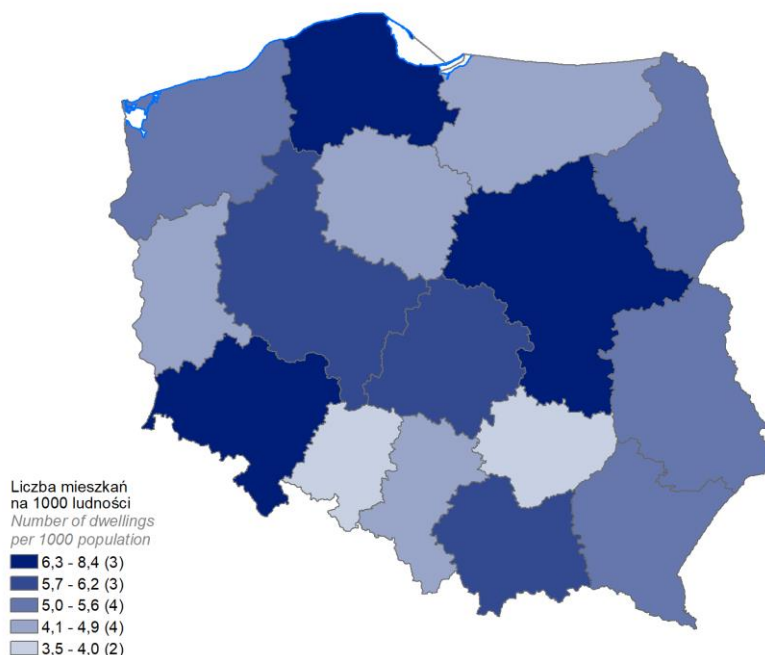 Liczba mieszkań
na 1000 ludności
Number of dwellings
per 1000 population
6,3 - 8,4 (3)
5,7 - 6,2 (3)
5,0 - 5,6 (4)
4,1 - 4,9 (4)
3,5 - 4,0 (2)